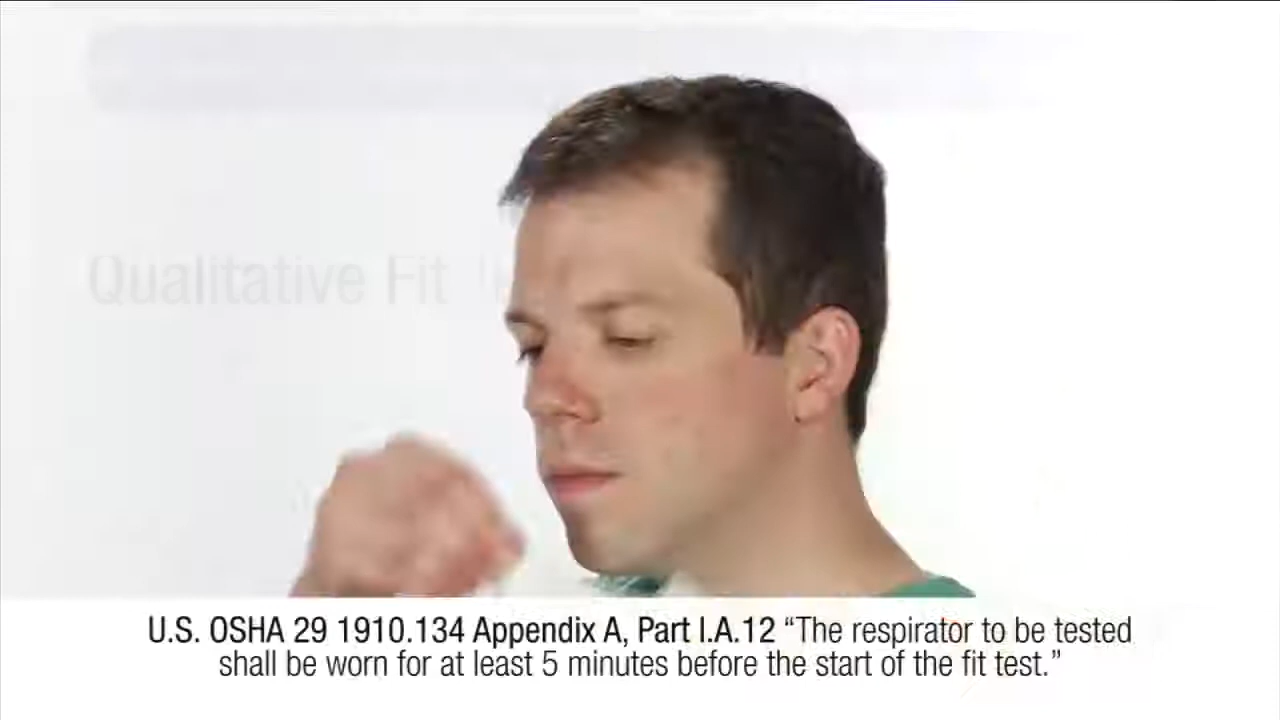 Qualitative Fit
U.S. OSHA 29 1910.134 Appendix A, Part I.A.12 “The respirator to be tested
shall be worn for at least 5 minutes before the start of the fit test.”